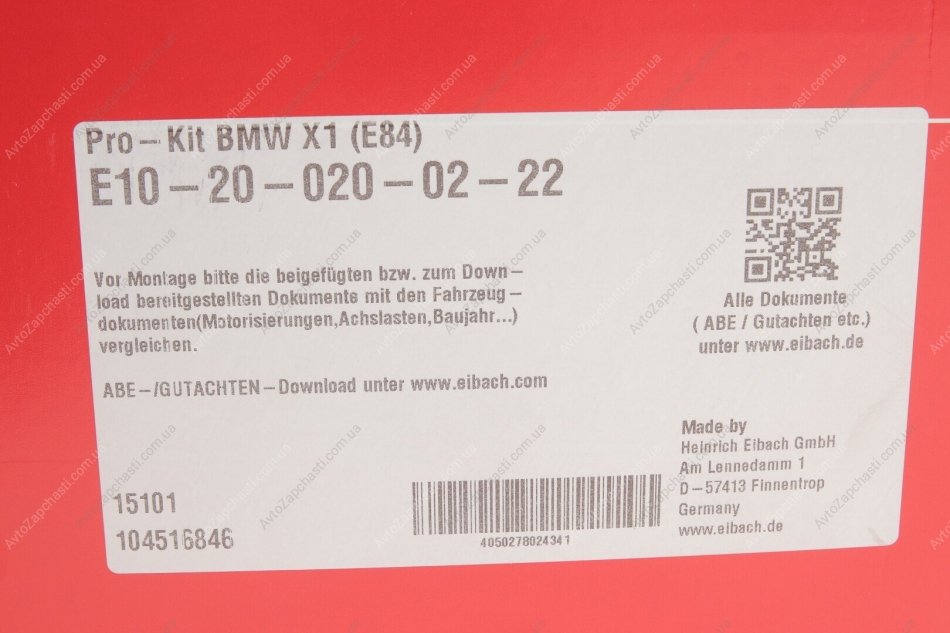 Pro – Kit BMW X1 (E84)
E10 – 20 – 020 – 02 – 22
Vor Montage bitte die beigefügten bzw. zum Down –
load bereitgestellten Dokumente mit den Fahrzeug –
dokumenten(Motorisierungen,Achslasten,Baujahr...)
vergleichen.
ABE –/GUTACHTEN – Download unter www.eibach.com
15101
104516846
4050278024341
Alle Dokumente
( ABE / Gutachten etc.)
unter www.eibach.de
Made by
Heinrich Eibach GmbH
Am Lennedamm 1
D – 57413 Finnentrop
Germany
www.eibach.de
AvtoZapchasti.com.ua